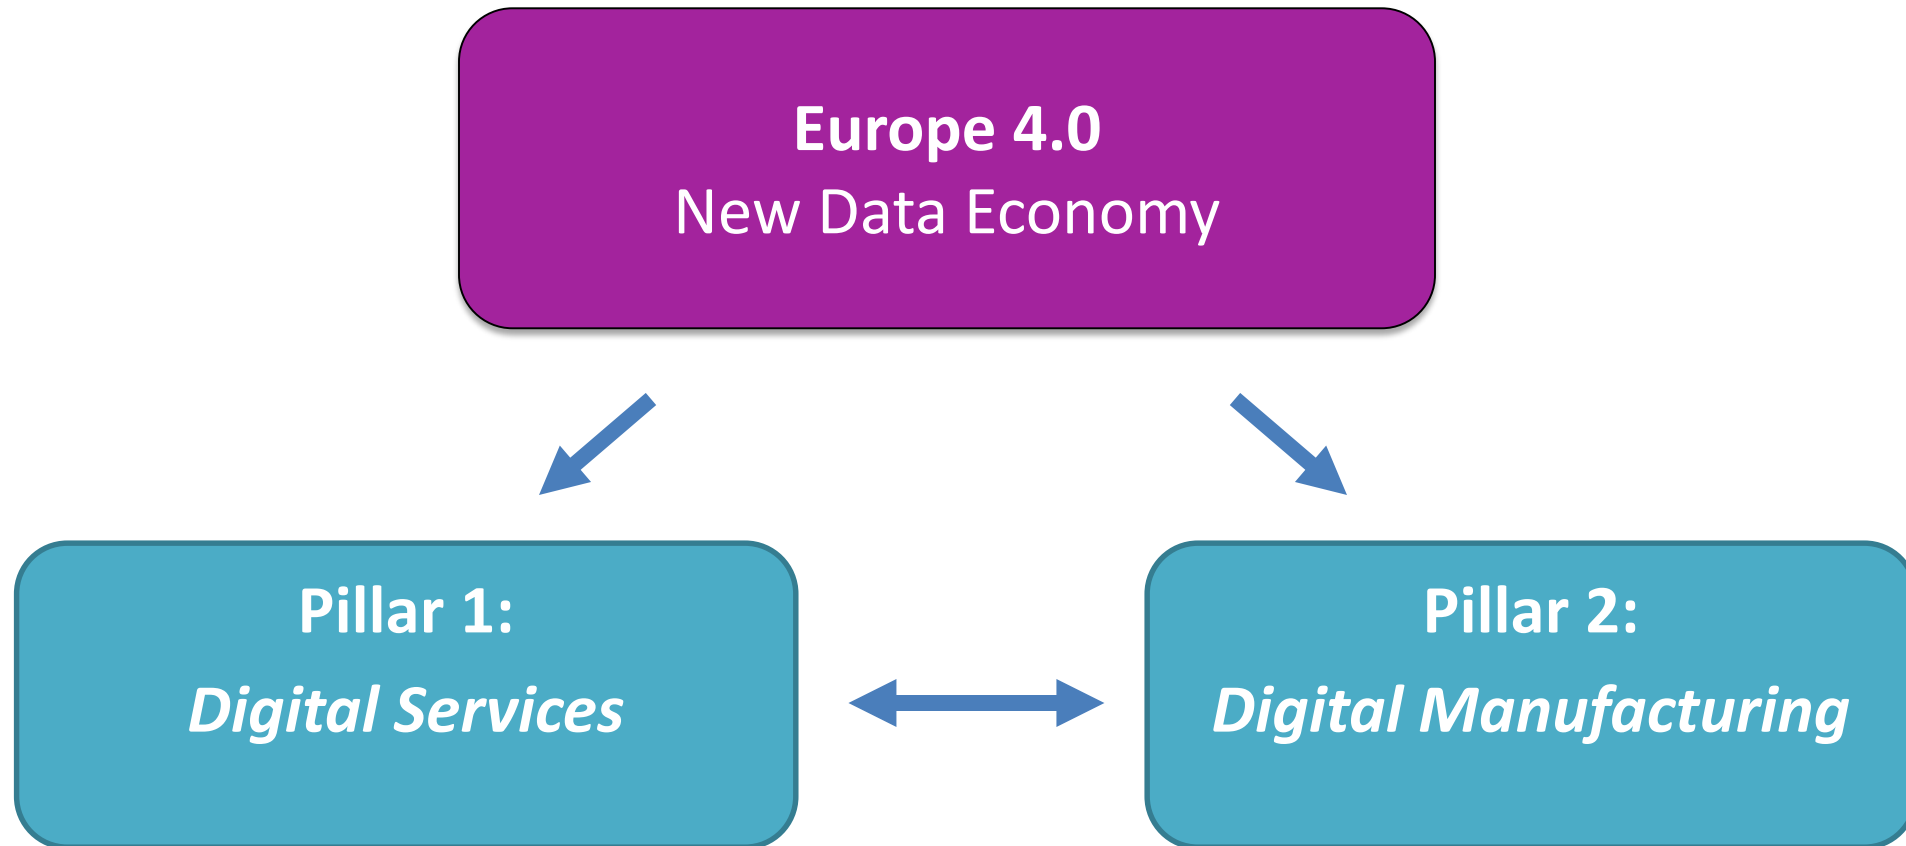 Europe 4.0
New Data Economy
Pillar 1:
Digital Services
Pillar 2:
Digital Manufacturing